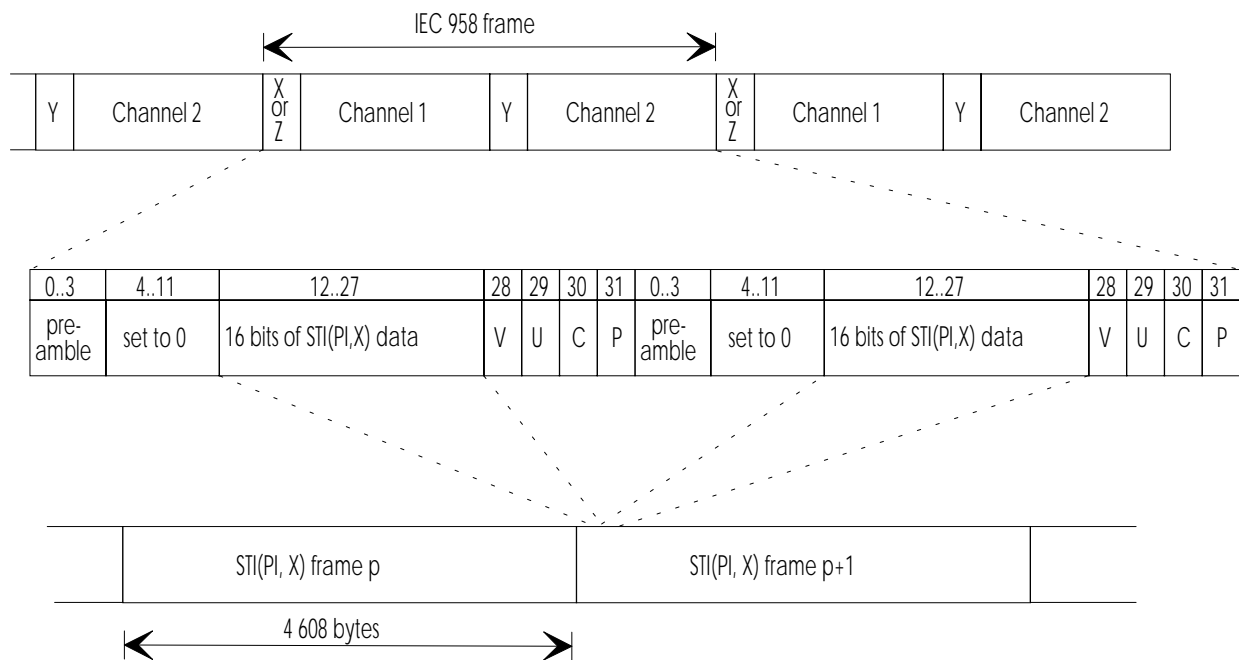 IEC 958 frame
Y Channel 2 X or Z Channel 1 Y Channel 2 X or Z Channel 1 Y Channel 2
0..3 4..11 12..27 28 29 30 31 0..3 4..11 12..27 28 29 30 31
pre-amble set to 0 16 bits of STI(PI,X) data V U C P pre-amble set to 0 16 bits of STI(PI,X) data V U C P
STI(PI, X) frame p STI(PI, X) frame p+1
4 608 bytes